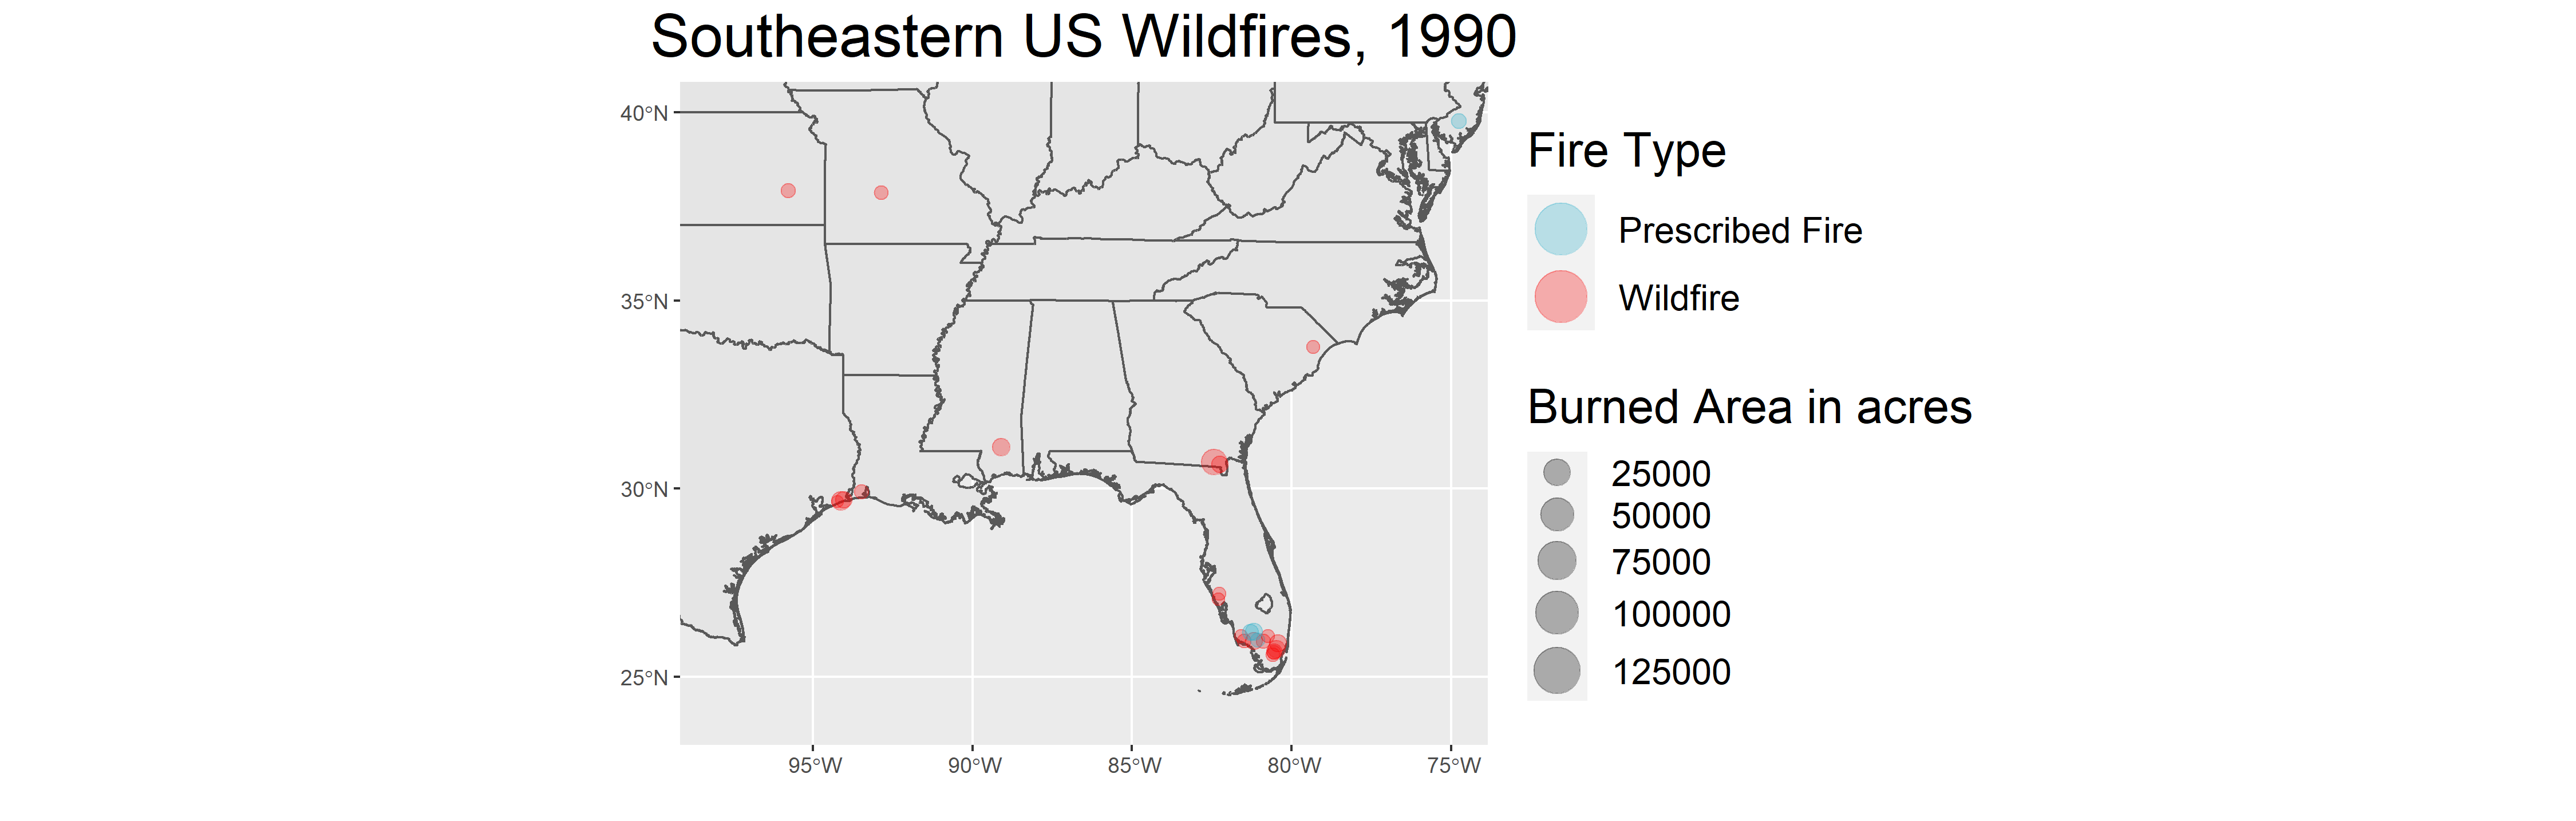 Southeastern US Wildfires, 1990
40°N
35°N
30°N
25°N
95°W
90°W
85°W
80°W
75°W
Fire Type
Prescribed Fire
Wildfire
Burned Area in acres
25000
50000
75000
100000
125000